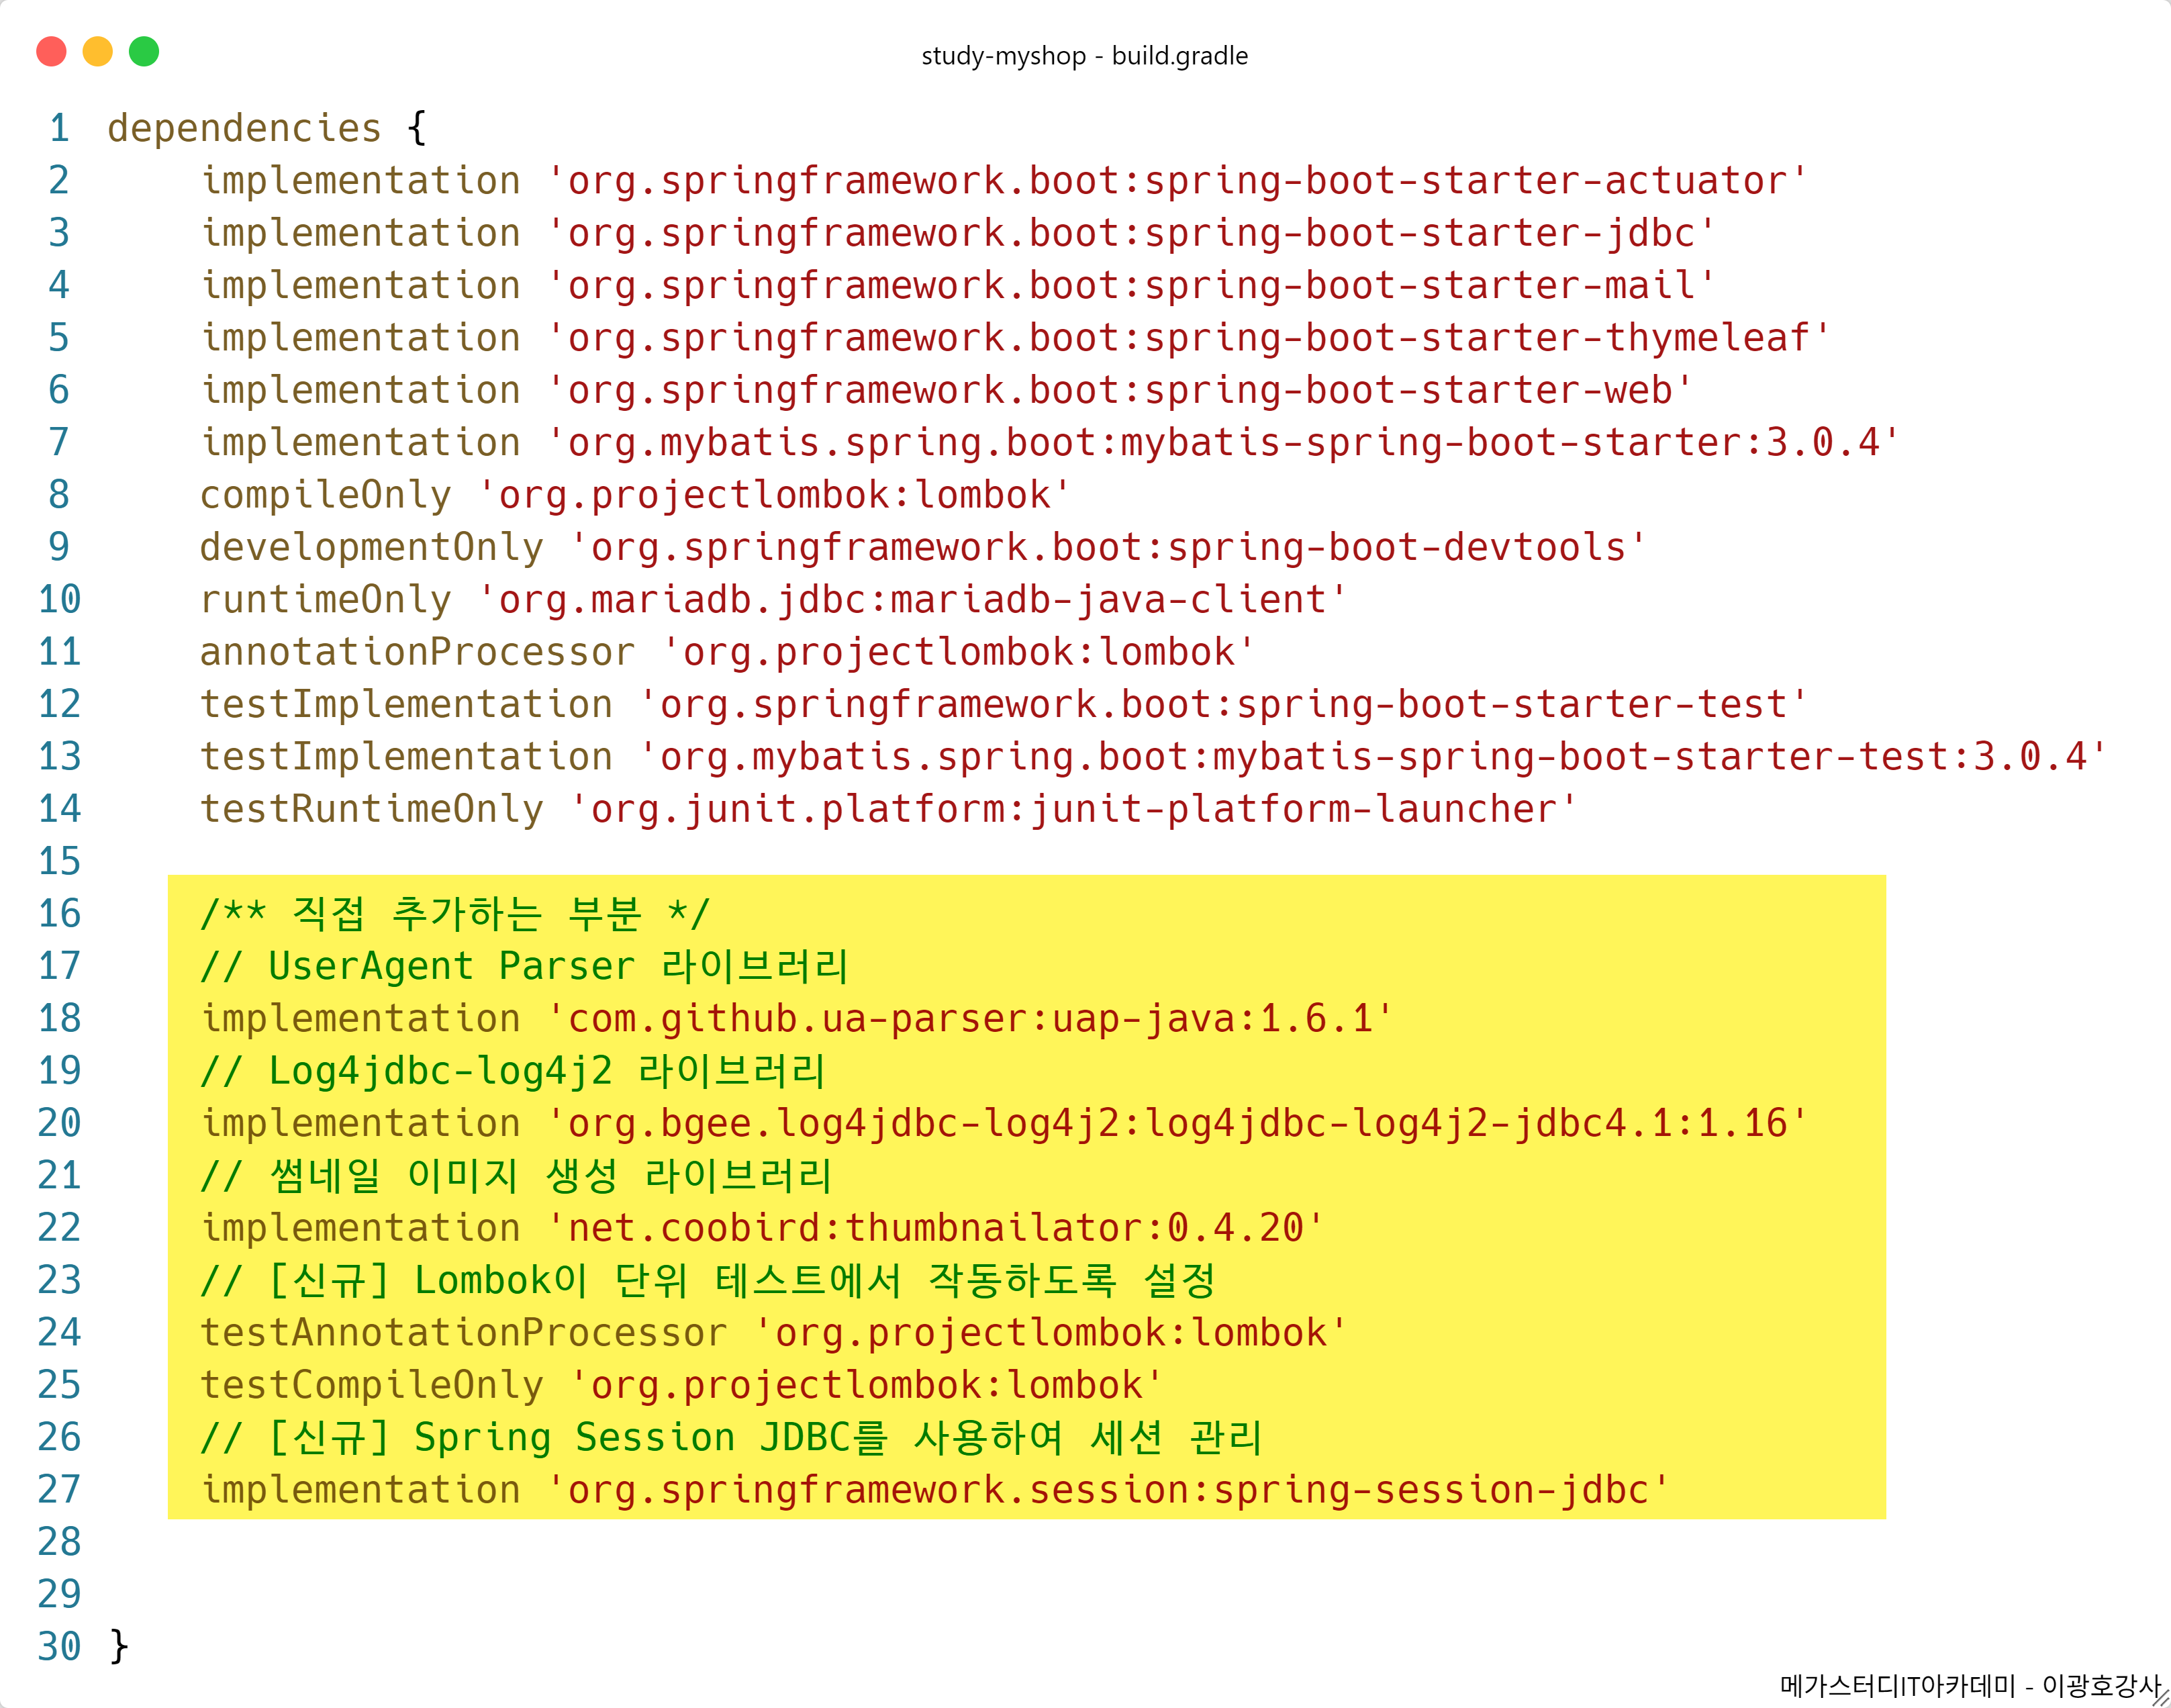 study-myshop - build.gradle
1 dependencies {
2     implementation 'org.springframework.boot:spring-boot-starter-actuator'
3     implementation 'org.springframework.boot:spring-boot-starter-jdbc'
4     implementation 'org.springframework.boot:spring-boot-starter-mail'
5     implementation 'org.springframework.boot:spring-boot-starter-thymeleaf'
6     implementation 'org.springframework.boot:spring-boot-starter-web'
7     implementation 'org.mybatis.spring.boot:mybatis-spring-boot-starter:3.0.4'
8     compileOnly 'org.projectlombok:lombok'
9     developmentOnly 'org.springframework.boot:spring-boot-devtools'
10     runtimeOnly 'org.mariadb.jdbc:mariadb-java-client'
11     annotationProcessor 'org.projectlombok:lombok'
12     testImplementation 'org.springframework.boot:spring-boot-starter-test'
13     testImplementation 'org.mybatis.spring.boot:mybatis-spring-boot-starter-test:3.0.4'
14     testRuntimeOnly 'org.junit.platform:junit-platform-launcher'
15
16     /** 직접 추가하는 부분 */
17     // UserAgent Parser 라이브러리
18     implementation 'com.github.ua-parser:uap-java:1.6.1'
19     // Log4jdbc-log4j2 라이브러리
20     implementation 'org.bgee.log4jdbc-log4j2:log4jdbc-log4j2-jdbc4.1:1.16'
21     // 썸네일 이미지 생성 라이브러리
22     implementation 'net.coobird:thumbnailator:0.4.20'
23     // [신규] Lombok이 단위 테스트에서 작동하도록 설정
24     testAnnotationProcessor 'org.projectlombok:lombok'
25     testCompileOnly 'org.projectlombok:lombok'
26     // [신규] Spring Session JDBC를 사용하여 세션 관리
27     implementation 'org.springframework.session:spring-session-jdbc'
28
29
30 }
메가스터디IT아카데미 - 이광호강사